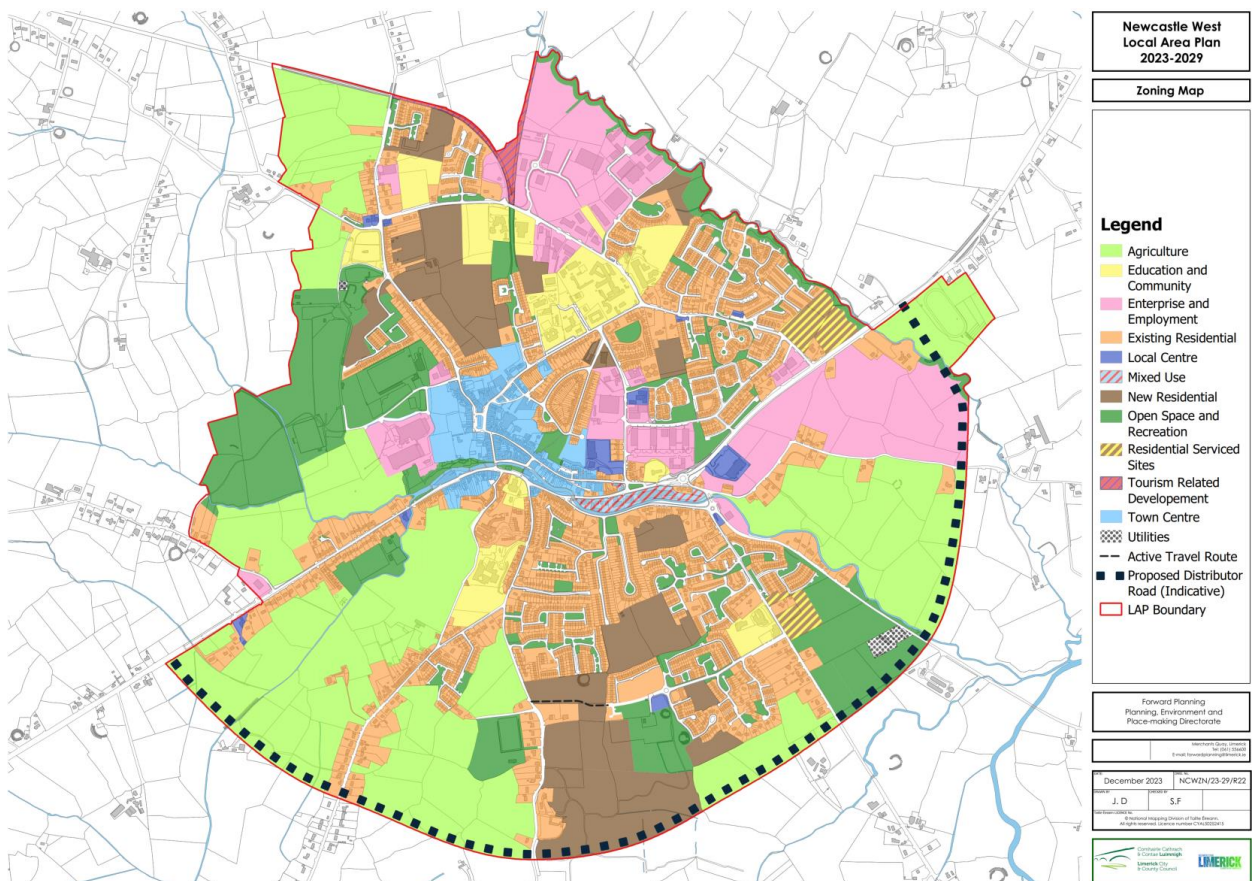 Newcastle West
Local Area Plan
2023-2029
Zoning Map
Legend
Agriculture
Education and
Community
Enterprise and
Employment
Existing Residential
Local Centre
Mixed Use
New Residential
Open Space and
Recreation
Residential Serviced
Sites
Tourism Related
Developement
Town Centre
Utilities
Active Travel Route
Proposed Distributor
Road (Indicative)
LAP Boundary
Forward Planning
Planning, Environment and
Place-making Directorate
Merchants Quay, Limerick
December 2023
NCWZN/23-29/R22
J. D
S.F
© National Mapping Division of Tailte Éireann.
Comhairle Cathrach
& Contae Luimnigh
Limerick City
& County Council
LIMERICK